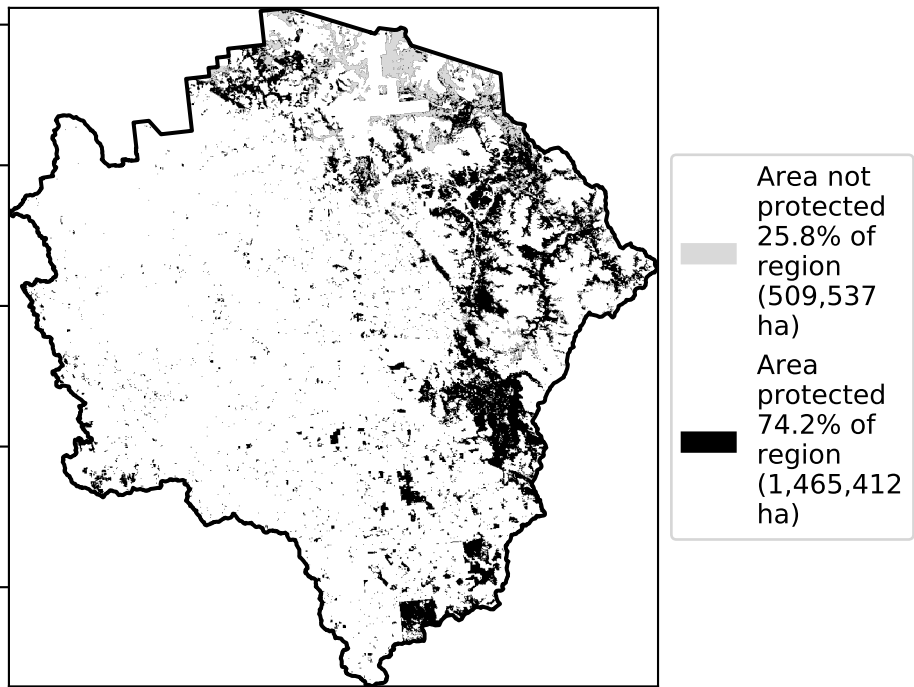 Area not
protected
25.8% of
region
(509,537
ha)
Area
protected
74.2% of
region
(1,465,412
ha)